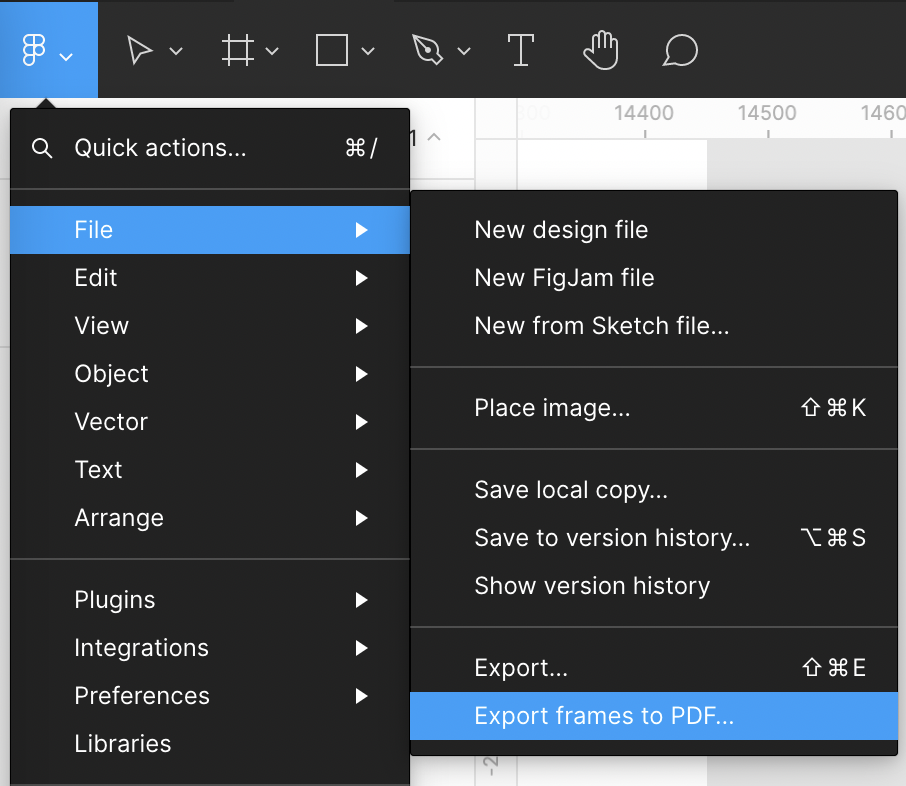 T
300 14400 14500 1460
1
Quick actions... ⌘/
File
Edit
View
Object
Vector
Text
Arrange
Plugins
Integrations
Preferences
Libraries
New design file
New FigJam file
New from Sketch file...
Place image... ⇧⌘K
Save local copy...
Save to version history... ⌥⌘S
Show version history
Export... ⇧⌘E
Export frames to PDF...
-2